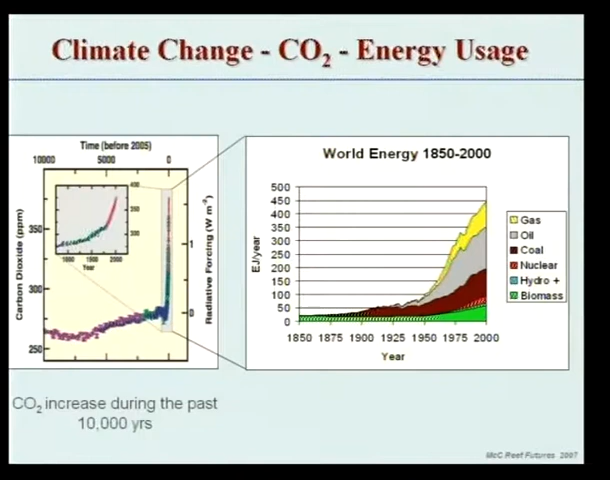 Climate Change - CO2 - Energy Usage
Time (before 2005)
10000 5000 0
Carbon Dioxide (ppm)
350
300
250
400
350
300
1800 1900 2000
Year
Radiative Forcing (W m-2)
1
0
World Energy 1850-2000
EJ/year
500
450
400
350
300
250
200
150
100
50
0
1850 1875 1900 1925 1950 1975 2000
Year
Gas
Oil
Coal
Nuclear
Hydro +
Biomass
CO2 increase during the past
10,000 yrs
McC Reef Futures 2007